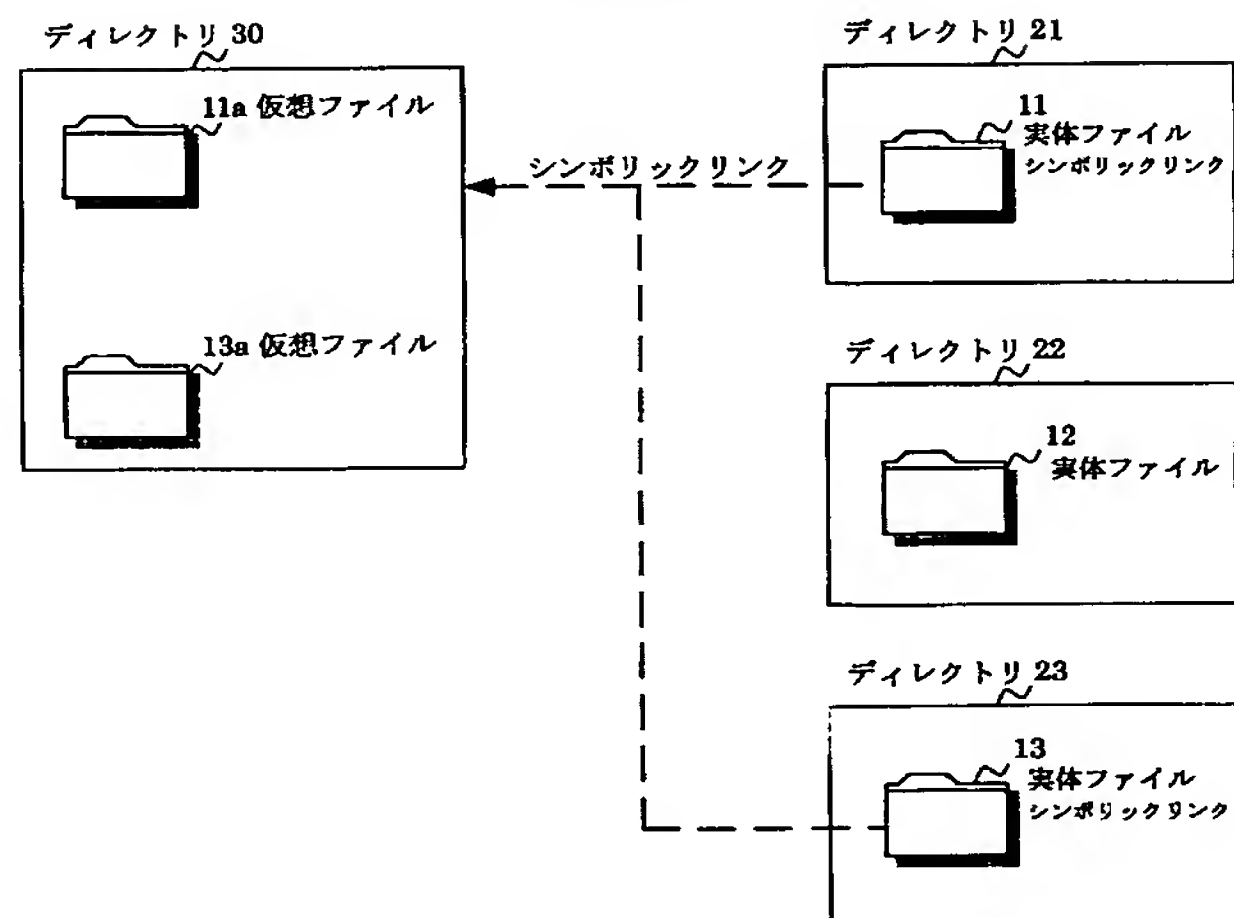 ディレクトリ 30
11a 仮想ファイル
13a 仮想ファイル
シンボリックリンク
ディレクトリ 21
11
実体ファイル
シンボリックリンク
ディレクトリ 22
12
実体ファイル
ディレクトリ 23
13
実体ファイル
シンボリックリンク